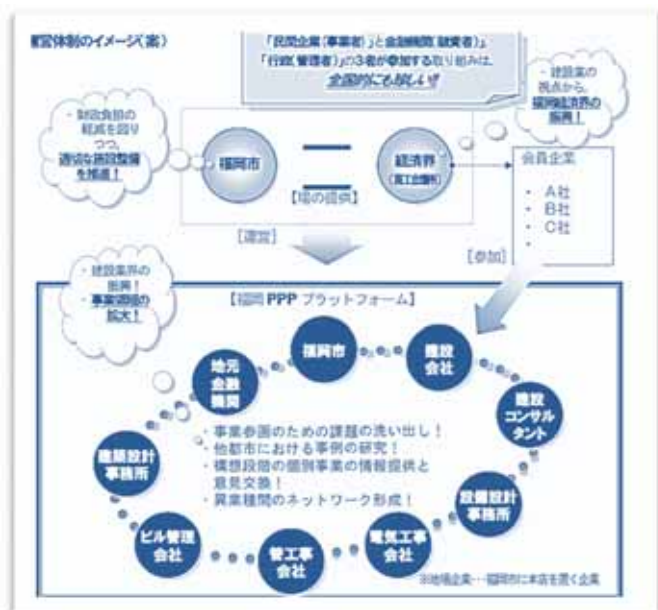 運営体制のイメージ(案)
「民間企業(事業者)」と金融機関(融資者)」、
「行政(管理者)」の3者が参加する取り組みは、
全国的にも珍しい!!
・建設業の
視点から、
福岡経済界の
振興!
・財政負担の
軽減を図り
つつ、
適切な施設整備
を推進!
福岡市
経済界
(商工会議所)
【場の提供】
会員企業
・ A社
・ B社
・ C社
・
[運営]
[参加]
・建設業界の
振興!
・事業領域の
拡大!
【福岡 PPP プラットフォーム】
福岡市
建設
会社
地元
金融
機関
建設
コンサル
タント
・事業参画のための課題の洗い出し!
・他都市における事例の研究!
・構想段階の個別事業の情報提供と
意見交換!
・異業種間のネットワーク形成!
建築設計
事務所
設備設計
事務所
ビル管理
会社
管工事
会社
電気工事
会社
※地場企業・・・福岡市に本店を置く企業